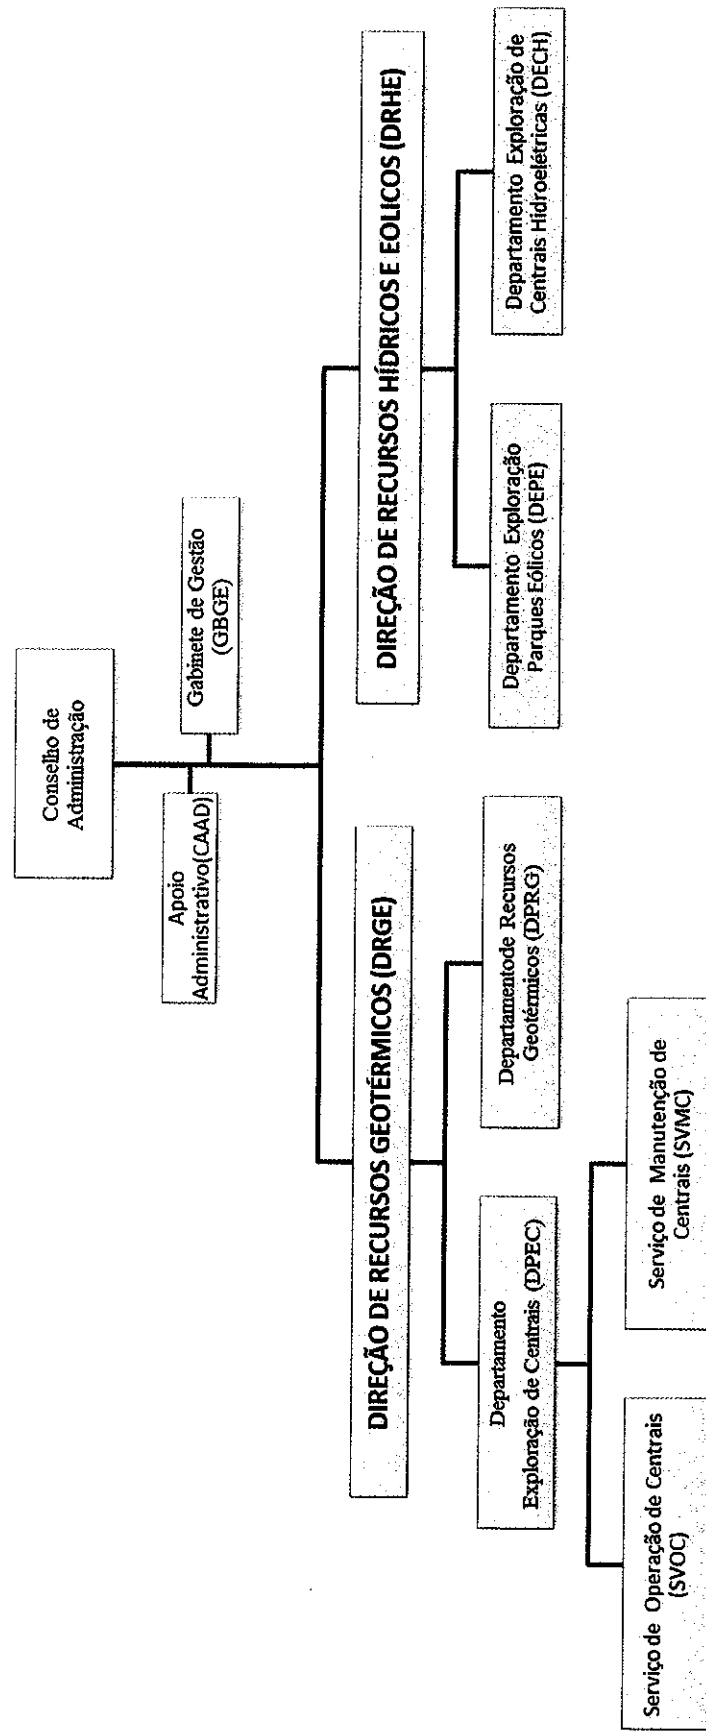 Conselho de
Administração
Apoio
Administrativo(CAAD)
Gabinete de Gestão
(GBGE)
DIREÇÃO DE RECURSOS GEOTÉRMICOS (DRGE)
DIREÇÃO DE RECURSOS HÍDRICOS E EOLICOS (DRHE)
Departamento
Exploração de Centrais (DPEC)
Departamentode Recursos
Geotérmicos (DPRG)
Departamento Exploração
Parques Eólicos (DEPE)
Departamento Exploração de
Centrais Hidroelétricas (DECH)
Serviço de Operação de Centrais
(SVOC)
Serviço de Manutenção de
Centrais (SVMC)